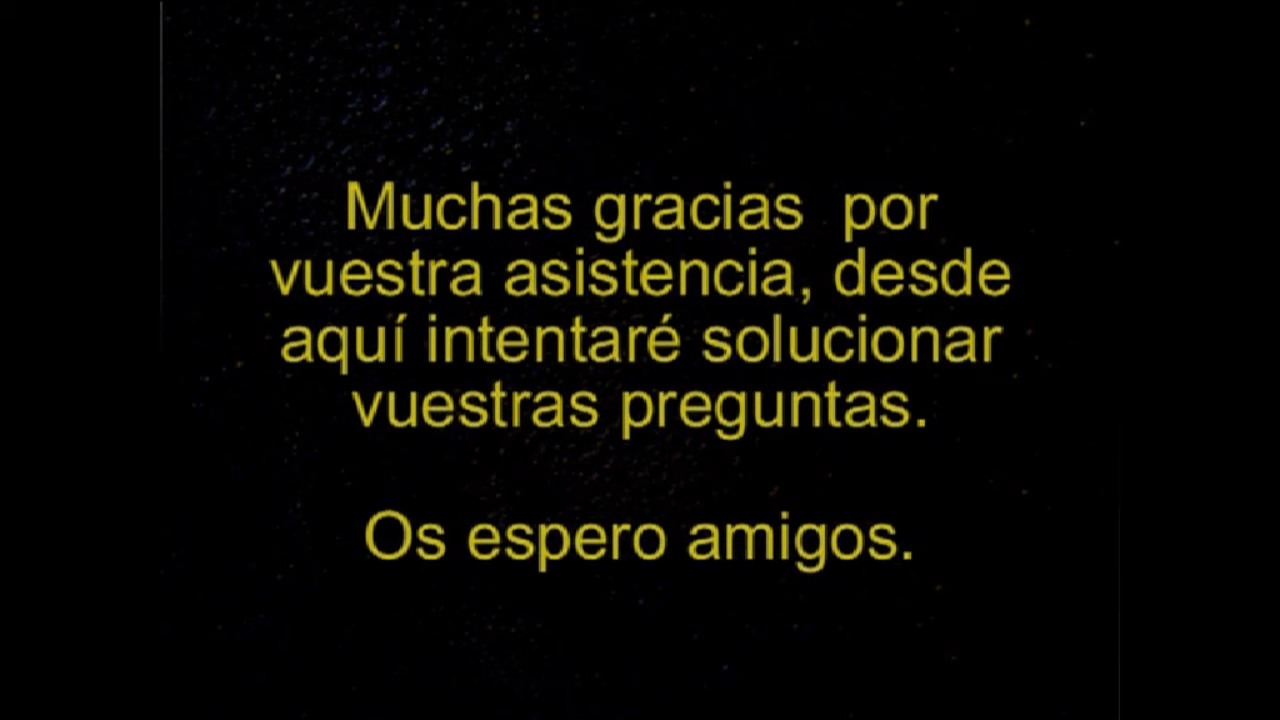 Muchas gracias  por
vuestra asistencia, desde
aquí intentaré solucionar
vuestras preguntas.
Os espero amigos.